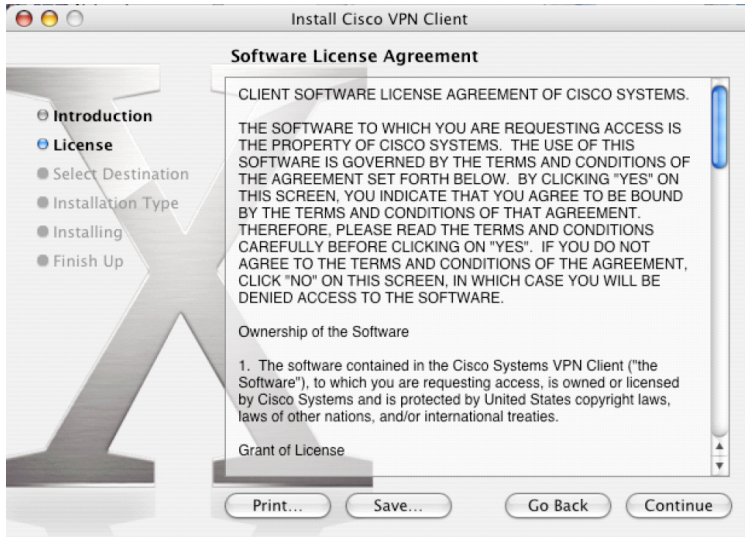 Install Cisco VPN Client
Software License Agreement
Introduction
License
Select Destination
Installation Type
Installing
Finish Up
CLIENT SOFTWARE LICENSE AGREEMENT OF CISCO SYSTEMS.
THE SOFTWARE TO WHICH YOU ARE REQUESTING ACCESS IS
THE PROPERTY OF CISCO SYSTEMS. THE USE OF THIS
SOFTWARE IS GOVERNED BY THE TERMS AND CONDITIONS OF
THE AGREEMENT SET FORTH BELOW. BY CLICKING "YES" ON
THIS SCREEN, YOU INDICATE THAT YOU AGREE TO BE BOUND
BY THE TERMS AND CONDITIONS OF THAT AGREEMENT.
THEREFORE, PLEASE READ THE TERMS AND CONDITIONS
CAREFULLY BEFORE CLICKING ON "YES". IF YOU DO NOT
AGREE TO THE TERMS AND CONDITIONS OF THE AGREEMENT,
CLICK "NO" ON THIS SCREEN, IN WHICH CASE YOU WILL BE
DENIED ACCESS TO THE SOFTWARE.
Ownership of the Software
1. The software contained in the Cisco Systems VPN Client ("the
Software"), to which you are requesting access, is owned or licensed
by Cisco Systems and is protected by United States copyright laws,
laws of other nations, and/or international treaties.
Grant of License
Print...
Save...
Go Back
Continue